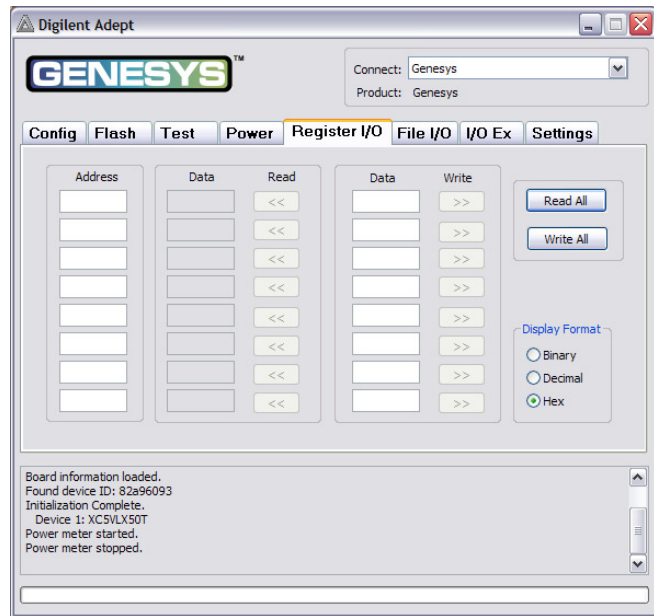 Digilent Adept
GENESYS™
Connect: Genesys
Product: Genesys
Config Flash Test Power Register I/O File I/O I/O Ex Settings
Address Data Read Data Write
<< >>
<< >>
<< >>
<< >>
<< >>
<< >>
<< >>
<< >>
Read All
Write All
Display Format
Binary
Decimal
Hex
Board information loaded.
Found device ID: 82a96093
Initialization Complete.
Device 1: XC5VLX50T
Power meter started.
Power meter stopped.